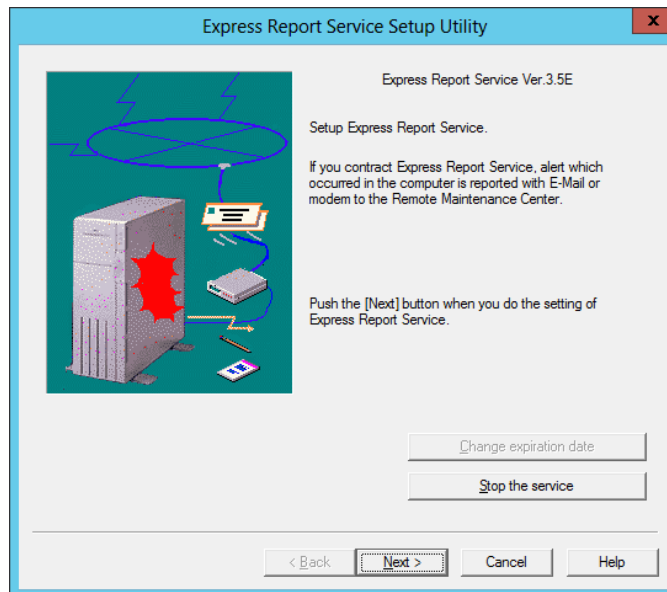 Express Report Service Setup Utility
x
Express Report Service Ver.3.5E
Setup Express Report Service.
If you contract Express Report Service, alert which
occurred in the computer is reported with E-Mail or
modem to the Remote Maintenance Center.
Push the [Next] button when you do the setting of
Express Report Service.
Change expiration date
Stop the service
< Back
Next >
Cancel
Help